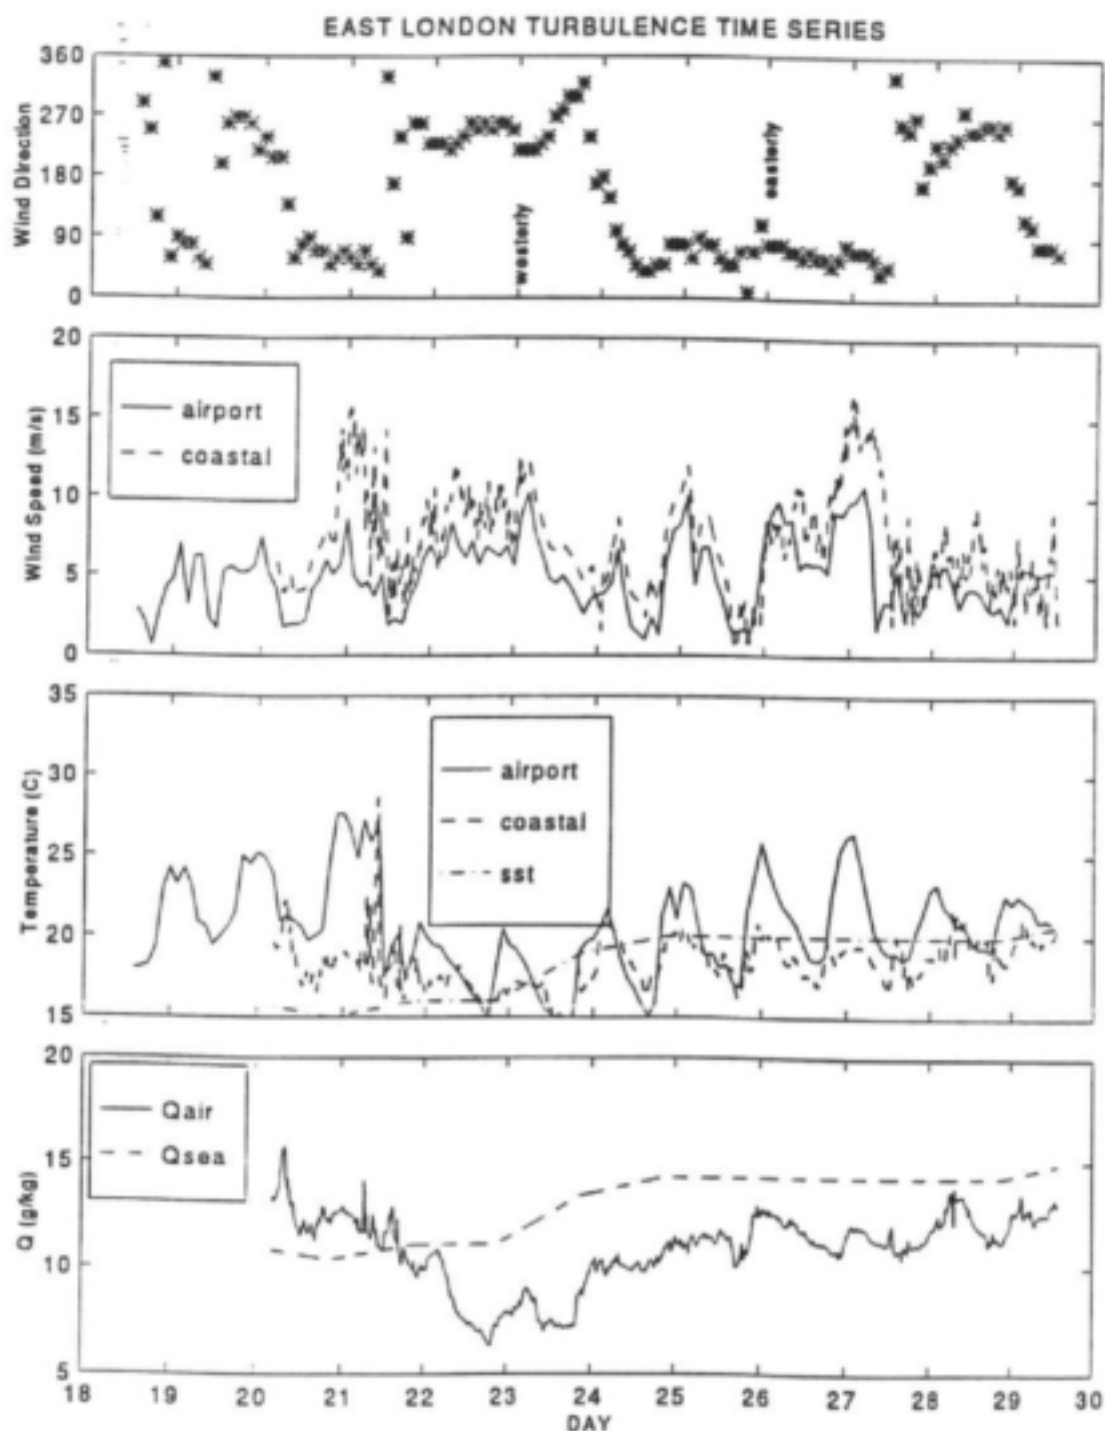 EAST LONDON TURBULENCE TIME SERIES
360
270
180
90
0
Wind Direction
westerly
easterly
20
15
10
5
0
Wind Speed (m/s)
airport
coastal
35
30
25
20
15
Temperature (C)
airport
coastal
sst
20
15
10
5
Q (g/kg)
Qair
Qsea
18 19 20 21 22 23 24 25 26 27 28 29 30
DAY